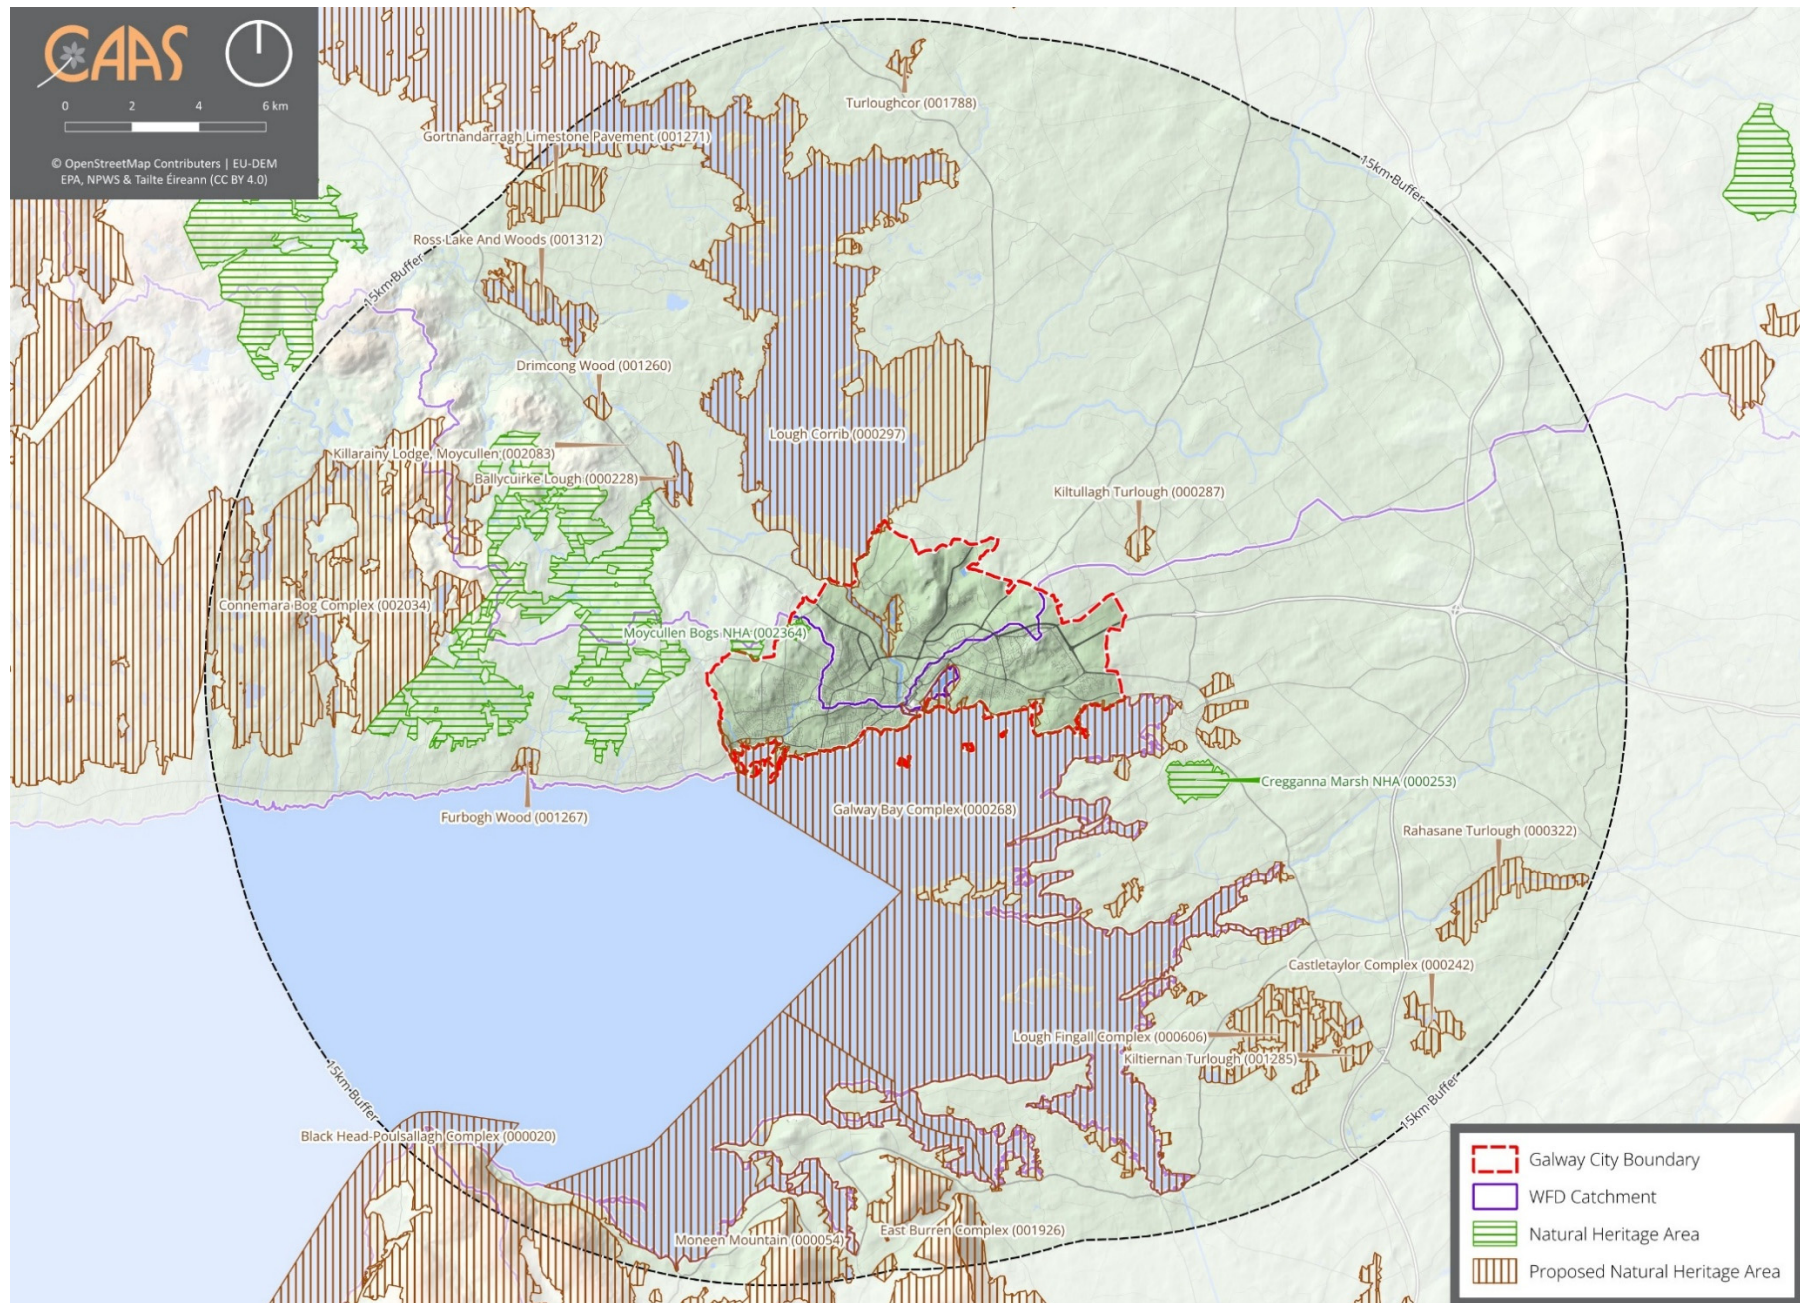 CAAS
0 2 4 6 km
© OpenStreetMap Contributers | EU-DEM
EPA, NPWS & Tailte Éireann (CC BY 4.0)
Turloughcor (001788)
Gortnandarragh Limestone Pavement (001271)
15km Buffer
Ross Lake And Woods (001312)
15km Buffer
Drimcong Wood (001260)
Lough Corrib (000297)
Killarainy Lodge, Moycullen (002083)
Ballycuirke Lough (000228)
Kiltullagh Turlough (000287)
Connemara Bog Complex (002034)
Moycullen Bogs NHA (002364)
Cregganna Marsh NHA (000253)
Galway Bay Complex (000268)
Furbogh Wood (001267)
Rahasane Turlough (000322)
Castletaylor Complex (000242)
Lough Fingall Complex (000606)
Kiltiernan Turlough (001285)
15km Buffer
15km Buffer
Black Head-Poulsallagh Complex (000020)
East Burren Complex (001926)
Moneen Mountain (000054)
Galway City Boundary
WFD Catchment
Natural Heritage Area
Proposed Natural Heritage Area